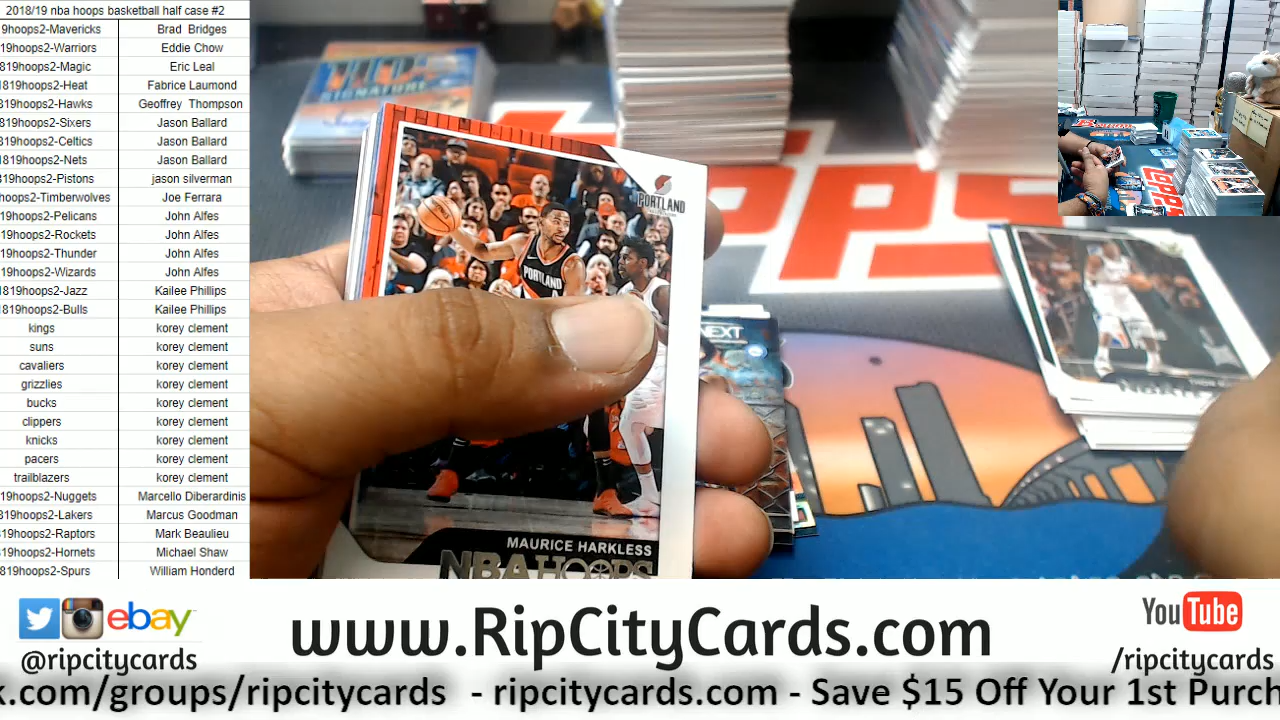 2018/19 nba hoops basketball half case #2
9hoops2-Mavericks Brad Bridges
19hoops2-Warriors Eddie Chow
19hoops2-Magic Eric Leal
1819hoops2-Heat Fabrice Laumond
819hoops2-Hawks Geoffrey Thompson
819hoops2-Sixers Jason Ballard
819hoops2-Celtics Jason Ballard
1819hoops2-Nets Jason Ballard
819hoops2-Pistons jason silverman
hoops2-Timberwolves Joe Ferrara
19hoops2-Pelicans John Alfes
19hoops2-Rockets John Alfes
19hoops2-Thunder John Alfes
19hoops2-Wizards John Alfes
1819hoops2-Jazz Kailee Phillips
1819hoops2-Bulls Kailee Phillips
kings korey clement
suns korey clement
cavaliers korey clement
grizzlies korey clement
bucks korey clement
clippers korey clement
knicks korey clement
pacers korey clement
trailblazers korey clement
19hoops2-Nuggets Marcello Diberardinis
819hoops2-Lakers Marcus Goodman
19hoops2-Raptors Mark Beaulieu
19hoops2-Hornets Michael Shaw
819hoops2-Spurs William Honderd
SIGNATURE
PORTLAND
PORTLAND
NEXT
MAURICE HARKLESS
NBA HOOPS
ebay
@ripcitycards
www.RipCityCards.com
YouTube
/ripcitycards
k.com/groups/ripcitycards - ripcitycards.com - Save $15 Off Your 1st Purch